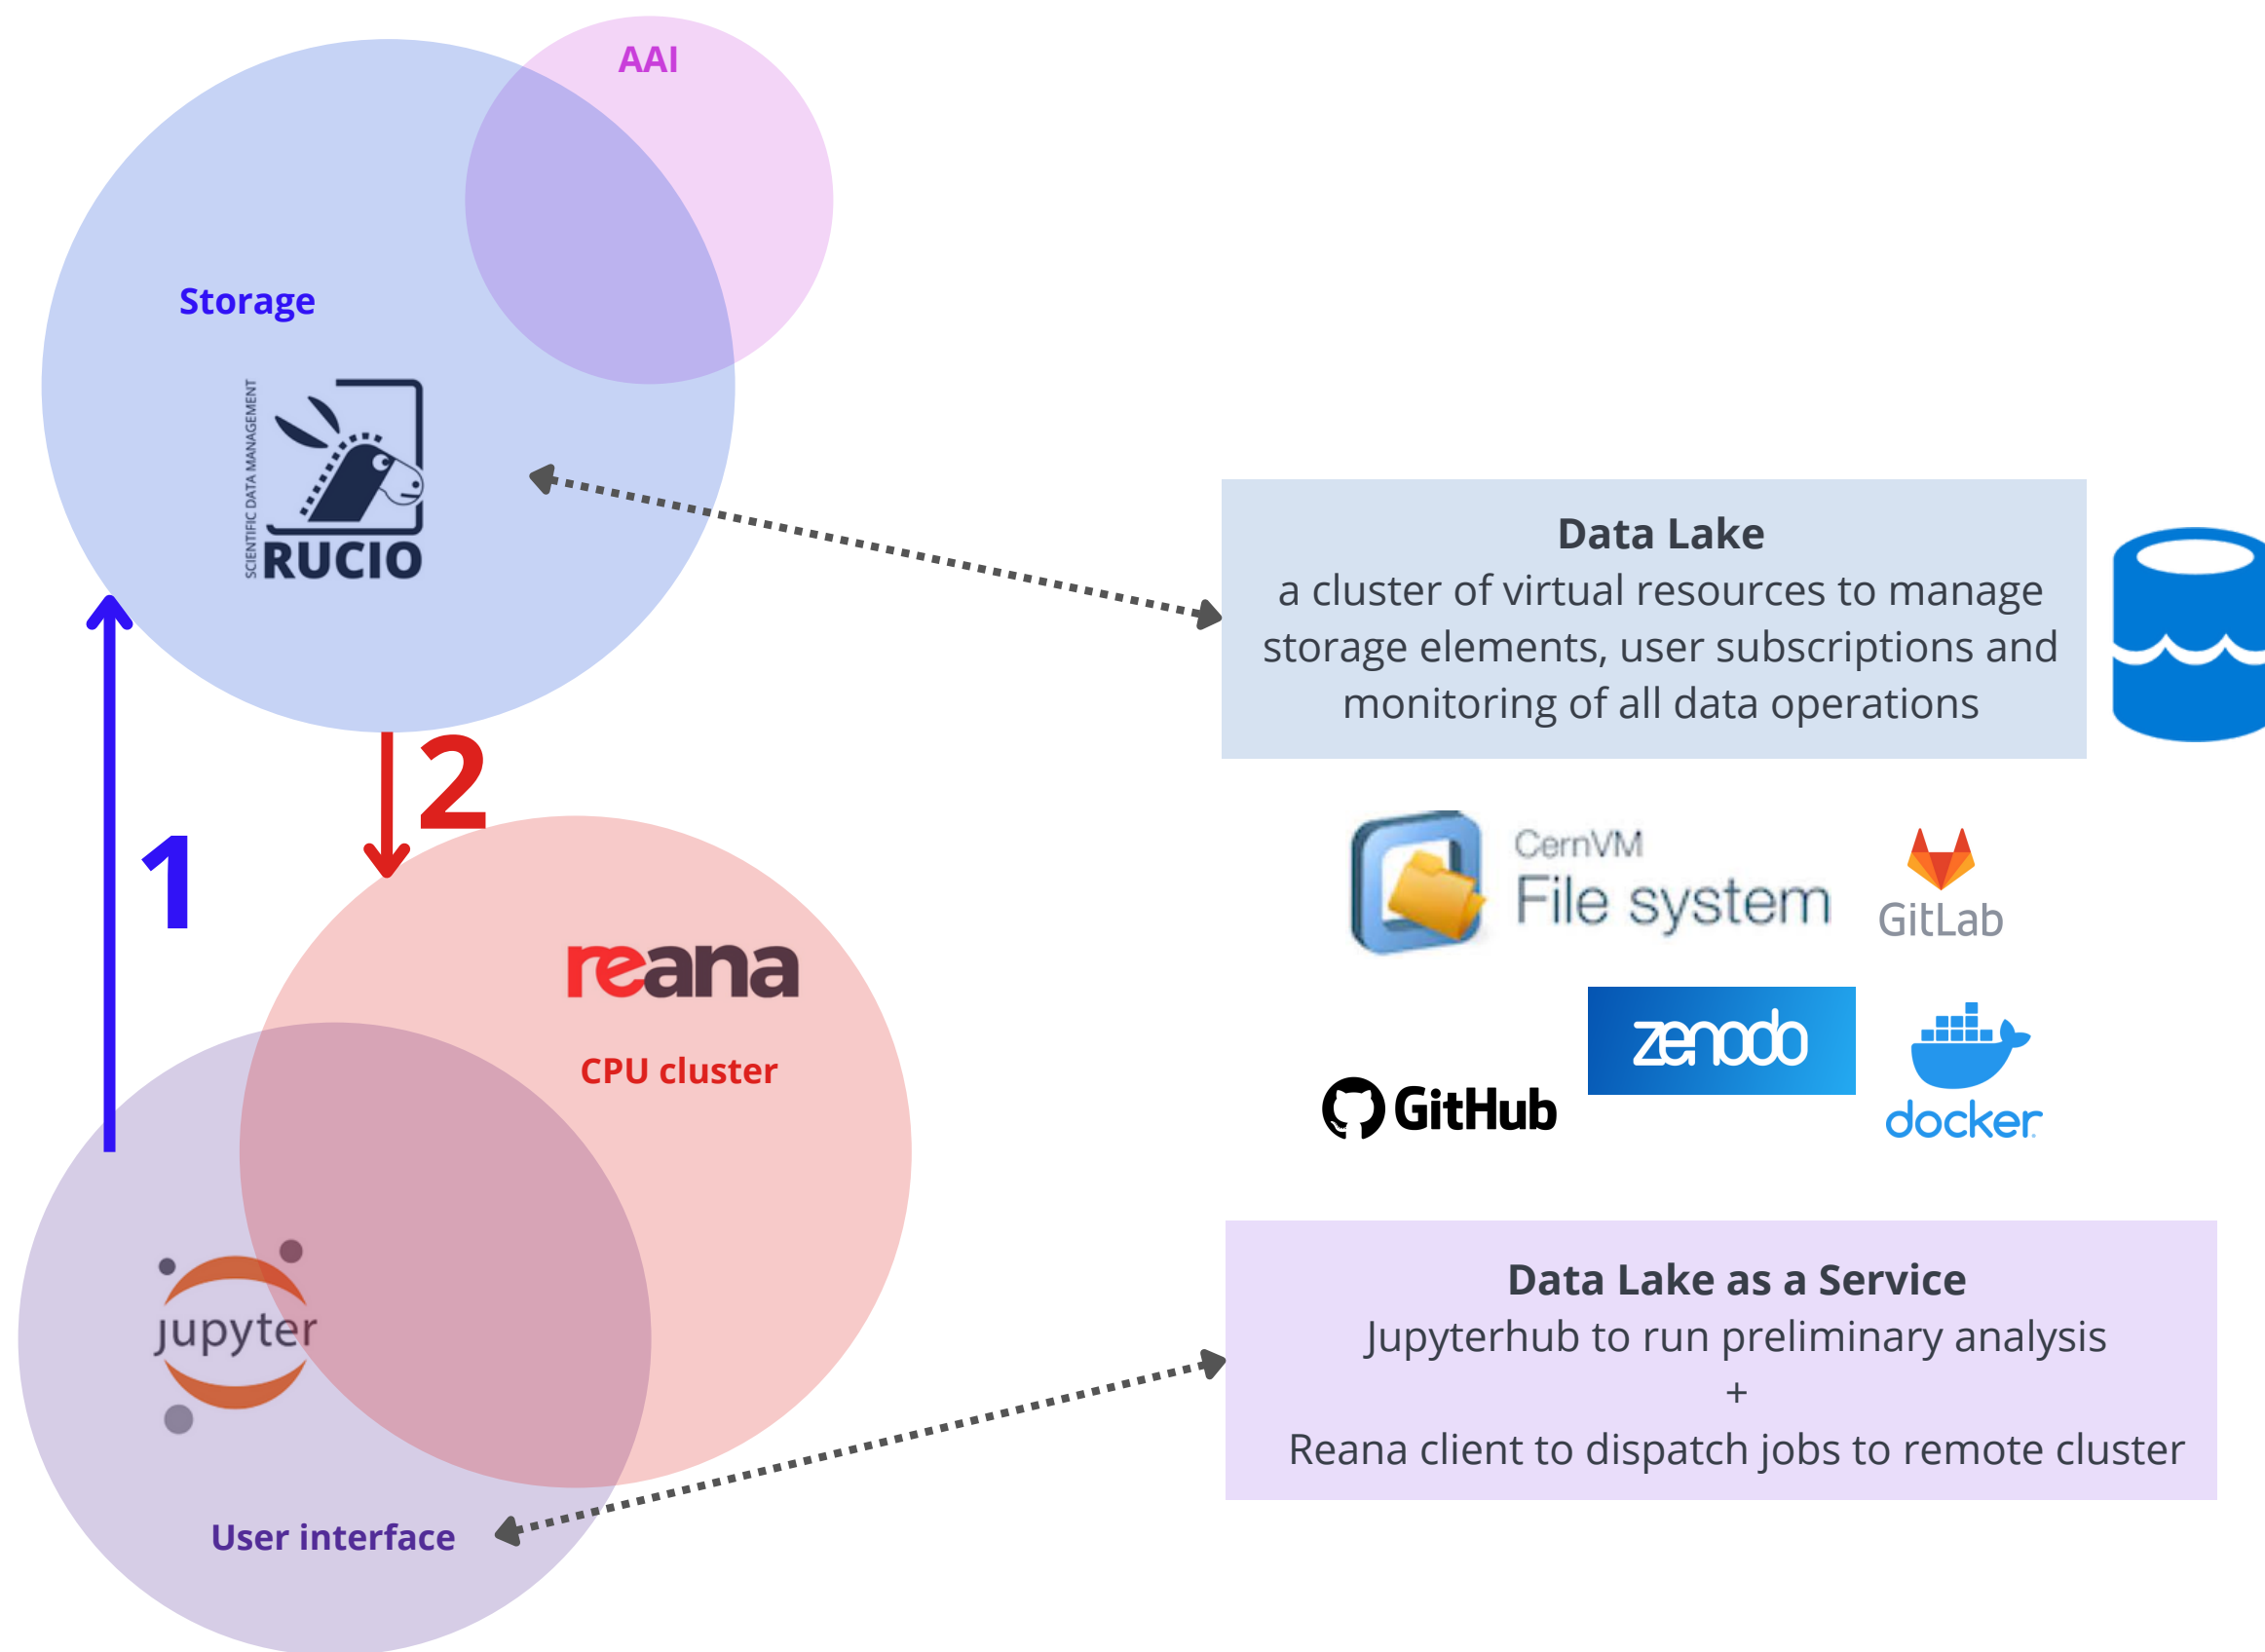 AAI
Storage
SCIENTIFIC DATA MANAGEMENT
RUCIO
Data Lake
a cluster of virtual resources to manage
storage elements, user subscriptions and
monitoring of all data operations
2
1
CernVM
File system
GitLab
reana
CPU cluster
zenodo
GitHub
docker
jupyter
User interface
Data Lake as a Service
Jupyterhub to run preliminary analysis
+
Reana client to dispatch jobs to remote cluster